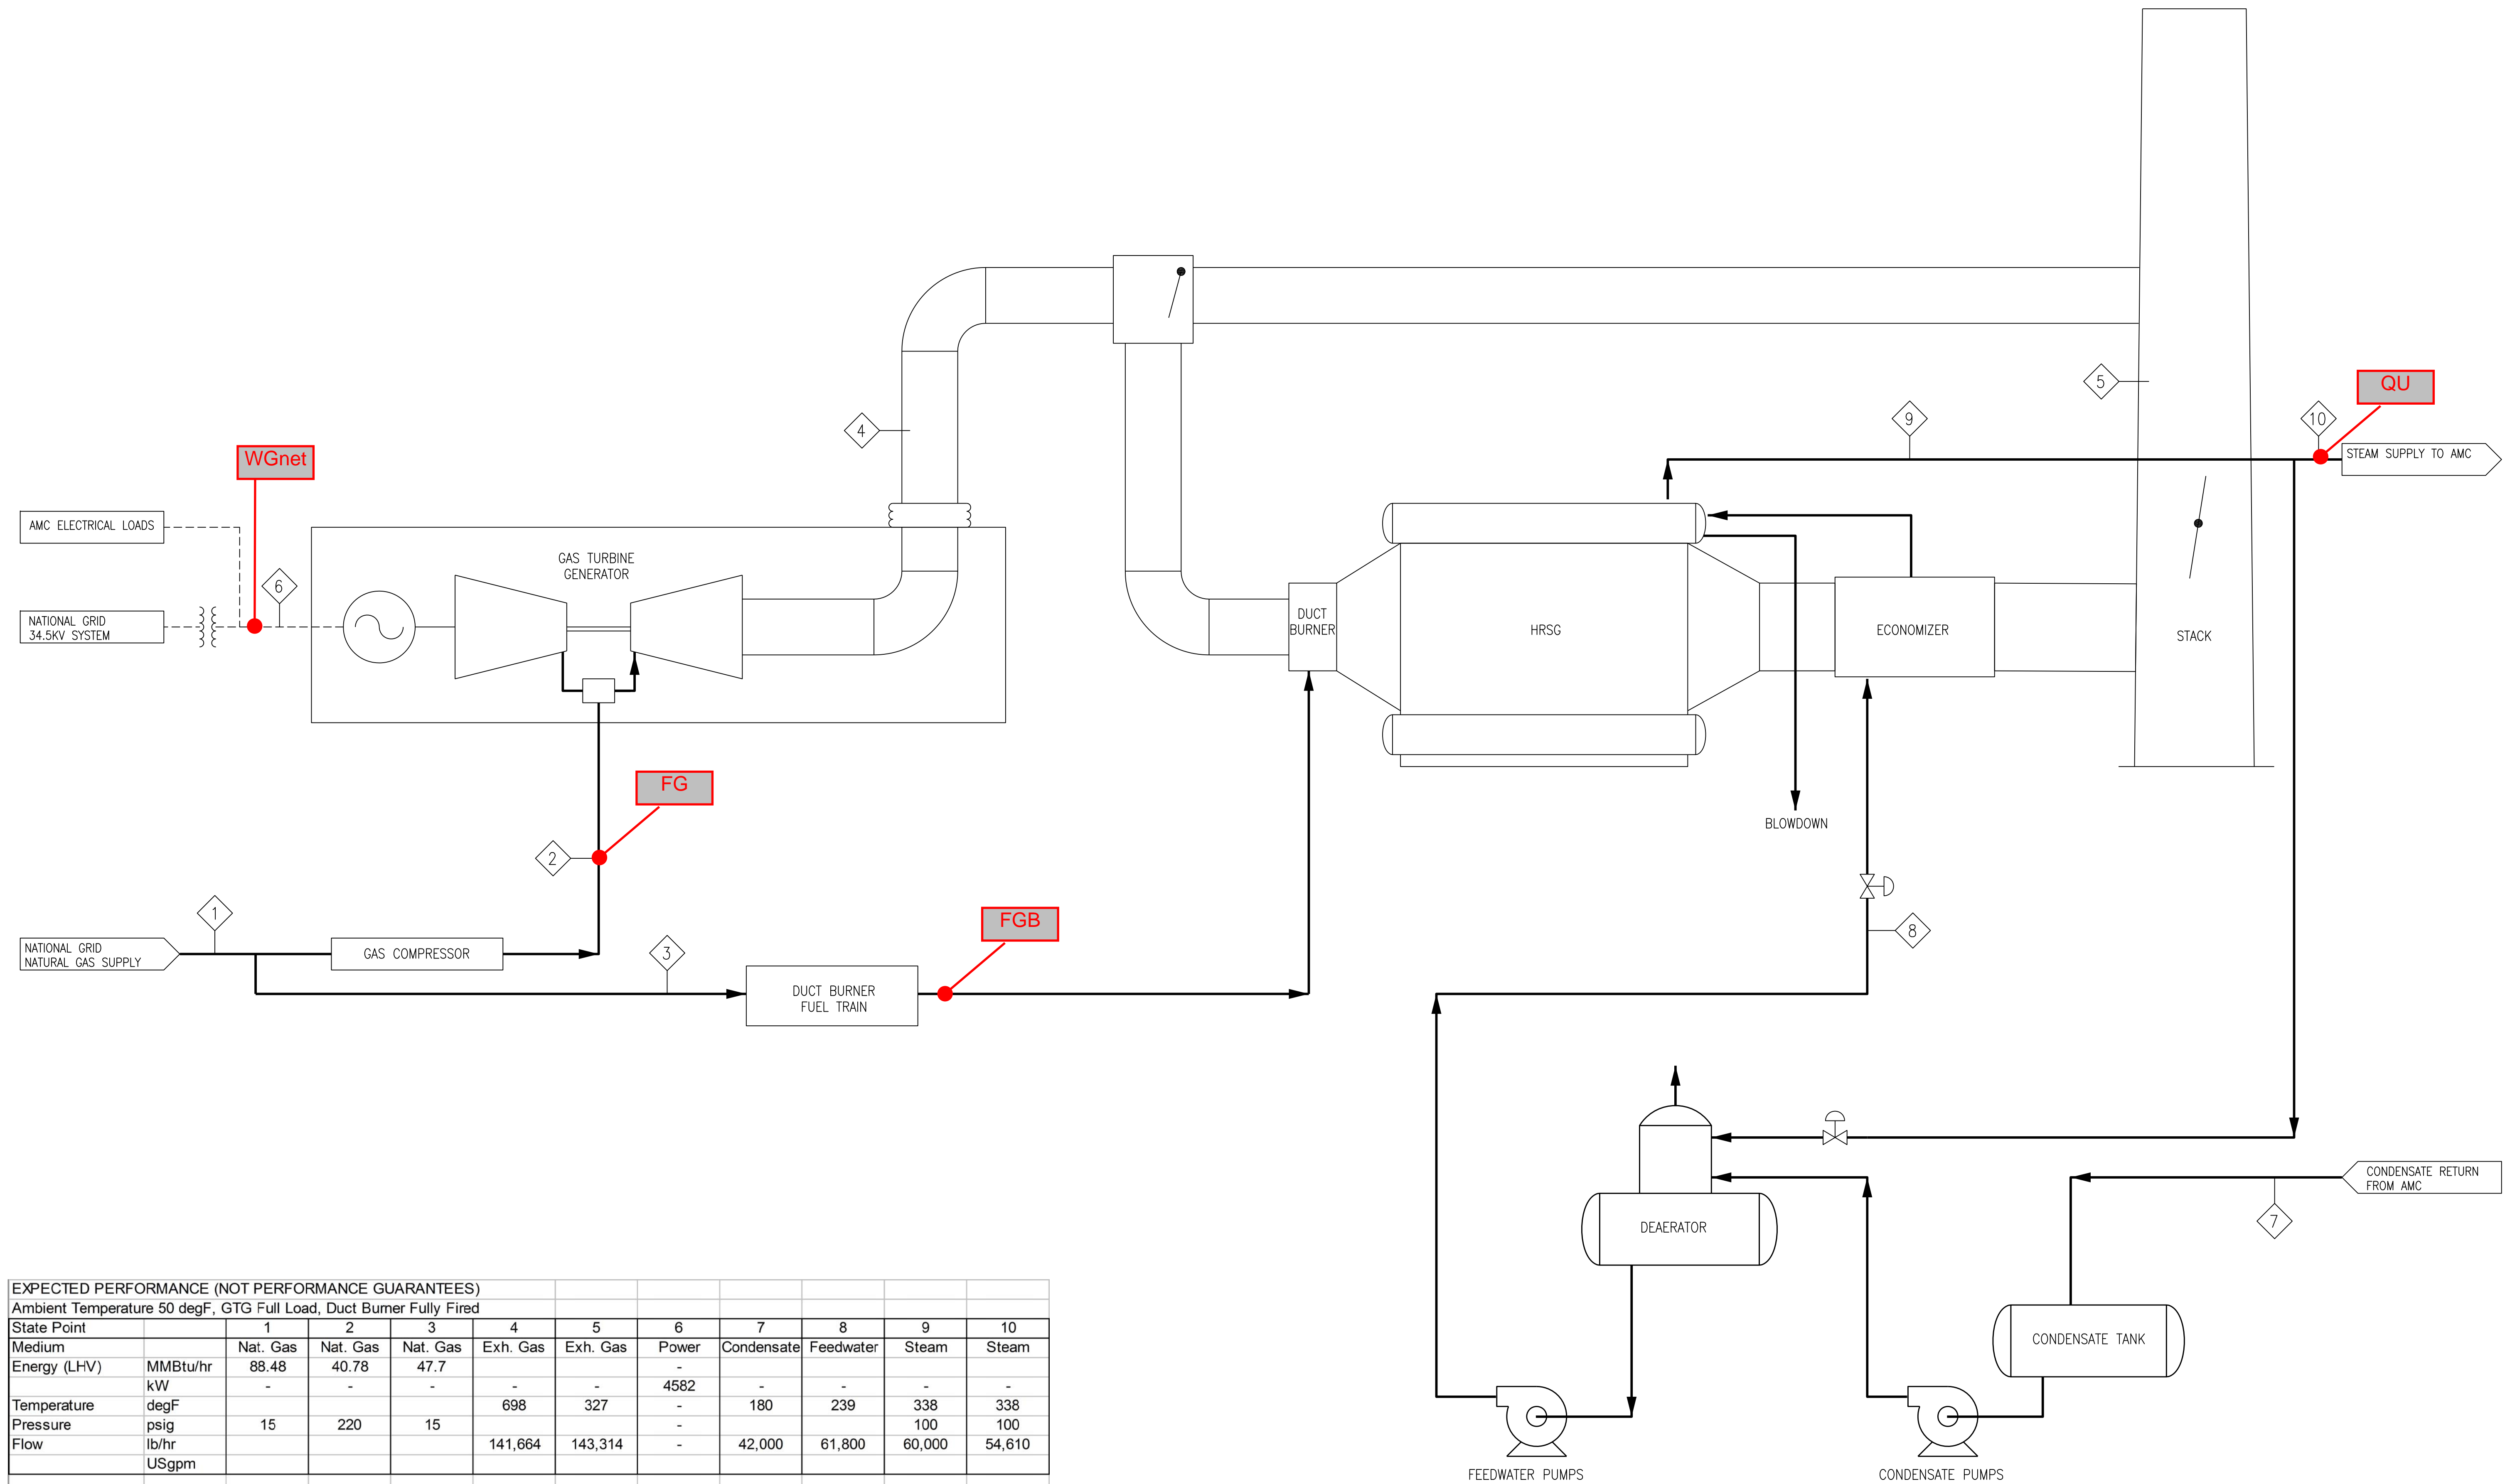 5
QU
4
9
10
STEAM SUPPLY TO AMC
WGnet
AMC ELECTRICAL LOADS
GAS TURBINE
GENERATOR
6
NATIONAL GRID
34.5KV SYSTEM
DUCT
BURNER
HRSG
ECONOMIZER
STACK
FG
BLOWDOWN
2
1
FGB
8
NATIONAL GRID
NATURAL GAS SUPPLY
GAS COMPRESSOR
3
DUCT BURNER
FUEL TRAIN
CONDENSATE RETURN
FROM AMC
DEAERATOR
7
CONDENSATE TANK
FEEDWATER PUMPS
CONDENSATE PUMPS
EXPECTED PERFORMANCE (NOT PERFORMANCE GUARANTEES)
Ambient Temperature 50 degF, GTG Full Load, Duct Burner Fully Fired
State Point 1 2 3 4 5 6 7 8 9 10
Medium Nat. Gas Nat. Gas Nat. Gas Exh. Gas Exh. Gas Power Condensate Feedwater Steam Steam
Energy (LHV) MMBtu/hr 88.48 40.78 47.7 -
kW - - - - - 4582 - - - -
Temperature degF 698 327 - 180 239 338 338
Pressure psig 15 220 15 - 100 100
Flow lb/hr 141,664 143,314 - 42,000 61,800 60,000 54,610
USgpm